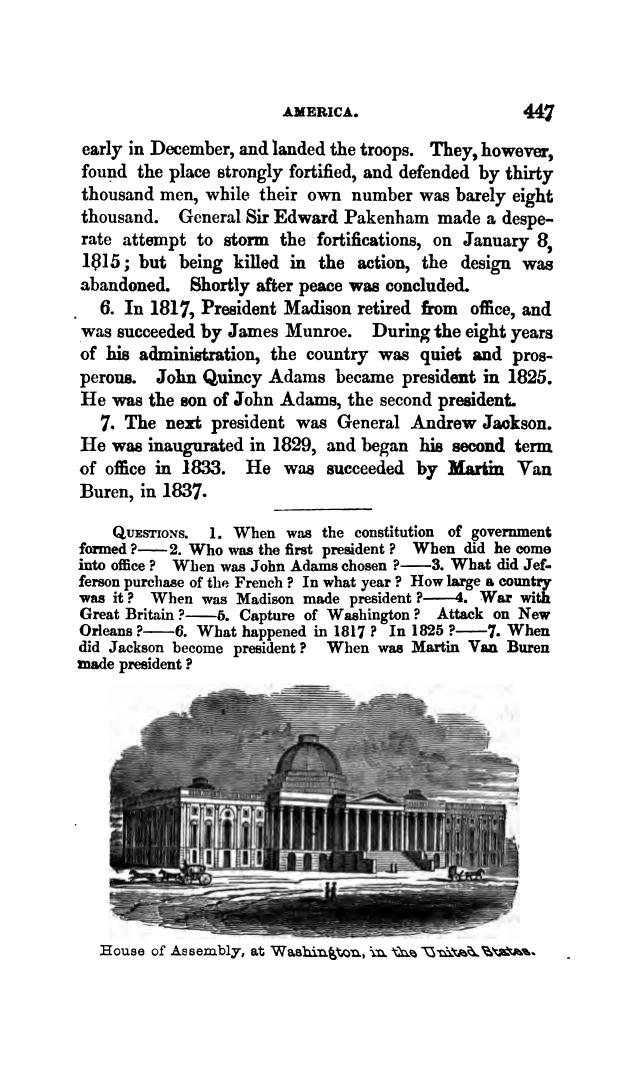 AMERICA. 447
early in December, and landed the troops. They, however,
found the place strongly fortified, and defended by thirty
thousand men, while their own number was barely eight
thousand. General Sir Edward Pakenham made a despe-
rate attempt to storm the fortifications, on January 8,
1815; but being killed in the action, the design was
abandoned. Shortly after peace was concluded.
6. In 1817, President Madison retired from office, and
was succeeded by James Munroe. During the eight years
of his administration, the country was quiet and pros-
perous. John Quincy Adams became president in 1825.
He was the son of John Adams, the second president.
7. The next president was General Andrew Jackson.
He was inaugurated in 1829, and began his second term
of office in 1833. He was succeeded by Martin Van
Buren, in 1837.
QUESTIONS. 1. When was the constitution of government
formed?——2. Who was the first president? When did he come
into office? When was John Adams chosen?——3. What did Jef-
ferson purchase of the French? In what year? How large a country
was it? When was Madison made president?——4. War with
Great Britain?——5. Capture of Washington? Attack on New
Orleans?——6. What happened in 1817? In 1825?——7. When
did Jackson become president? When was Martin Van Buren
made president?
House of Assembly, at Washington, in the United States.